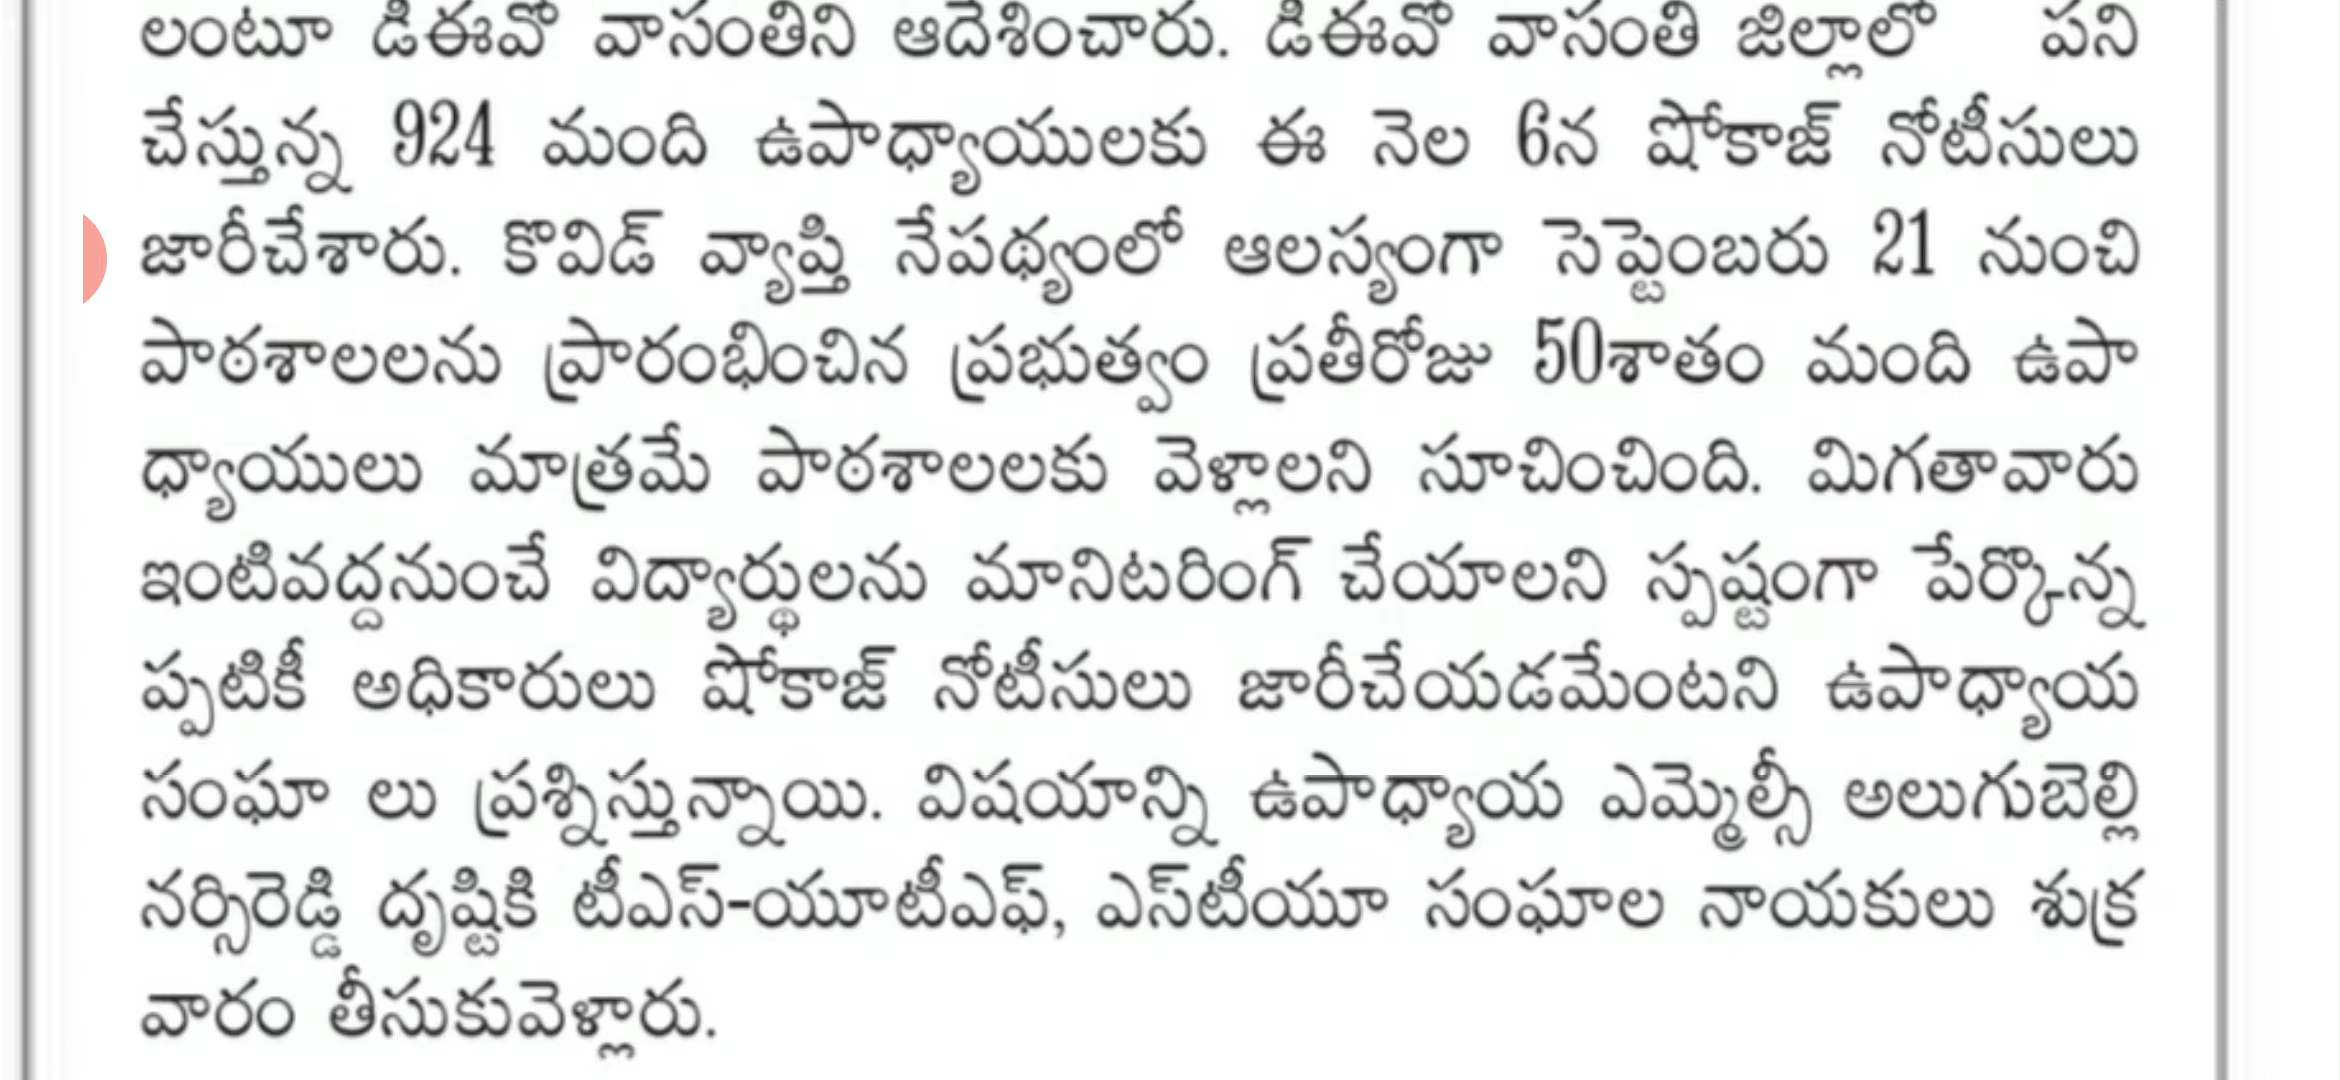 లంటూ డీఈవో వాసంతిని ఆదేశించారు. డీఈవో వాసంతి జిల్లాలో పని
చేస్తున్న 924 మంది ఉపాధ్యాయులకు ఈ నెల 6న షోకాజ్ నోటీసులు
జారీచేశారు. కొవిడ్ వ్యాప్తి నేపథ్యంలో ఆలస్యంగా సెప్టెంబరు 21 నుంచి
పాఠశాలలను ప్రారంభించిన ప్రభుత్వం ప్రతీరోజు 50శాతం మంది ఉపా
ధ్యాయులు మాత్రమే పాఠశాలలకు వెళ్లాలని సూచించింది. మిగతావారు
ఇంటివద్దనుంచే విద్యార్థులను మానిటరింగ్ చేయాలని స్పష్టంగా పేర్కొన్న
ప్పటికీ అధికారులు షోకాజ్ నోటీసులు జారీచేయడమేంటని ఉపాధ్యాయ
సంఘా లు ప్రశ్నిస్తున్నాయి. విషయాన్ని ఉపాధ్యాయ ఎమ్మెల్సీ అలుగుబెల్లి
నర్సిరెడ్డి దృష్టికి టీఎస్-యూటీఎఫ్, ఎస్‌టీయూ సంఘాల నాయకులు శుక్ర
వారం తీసుకువెళ్లారు.